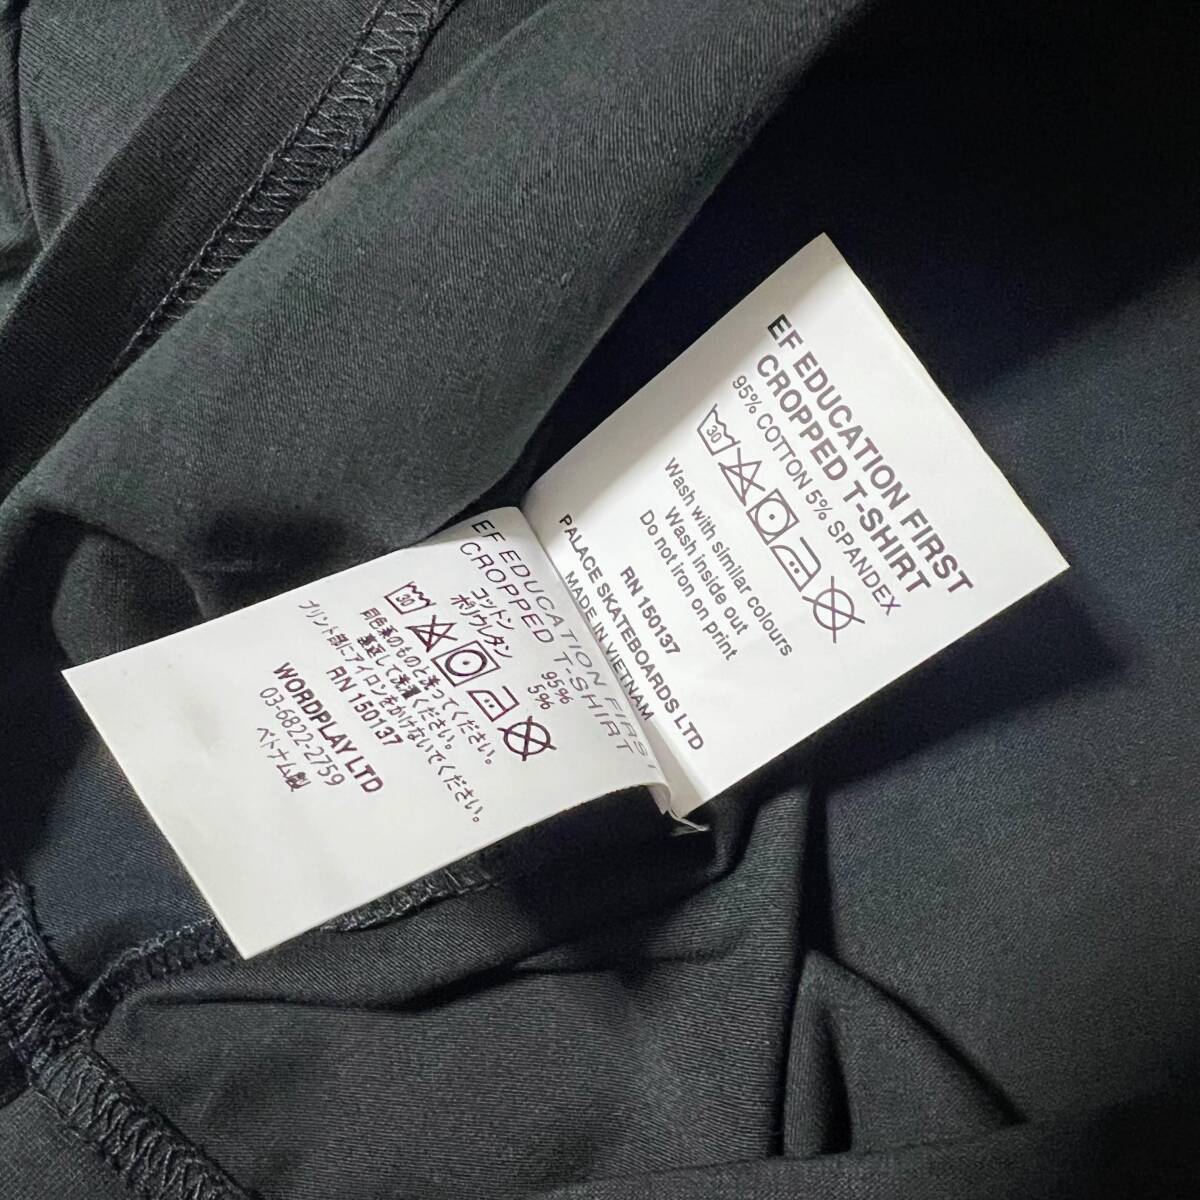 EF EDUCATION FIRST
CROPPED T-SHIRT
95% COTTON 5% SPANDEX
30
Wash with similar colours
Wash inside out
Do not iron on print
RN 150137
PALACE SKATEBOARDS LTD
MADE IN VIETNAM
EF EDUCATION FIRST
CROPPED T-SHIRT
コットン 95%
ポリウレタン 5%
30
同色系のものと洗ってください。
裏返して洗濯ください。
プリント部にアイロンをかけないでください。
RN 150137
WORDPLAY LTD
03-6822-2759
ベトナム製